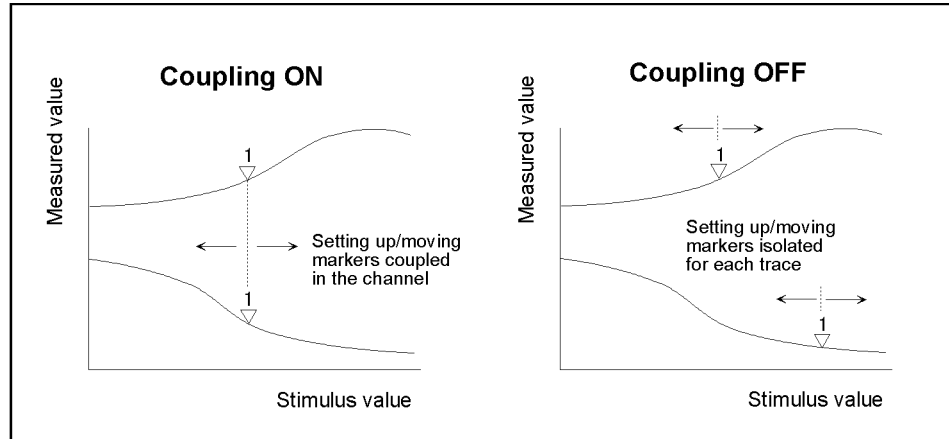 Coupling ON
Measured value
1
Setting up/moving
markers coupled
in the channel
1
Stimulus value
Coupling OFF
Measured value
1
Setting up/moving
markers isolated
for each trace
1
Stimulus value